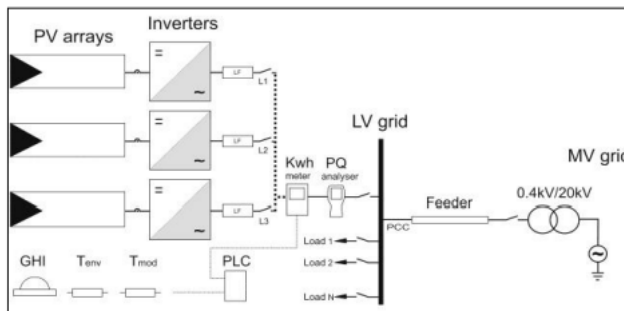 PV arrays
Inverters
LF
L1
LF
L2
LF
L3
Kwh
meter
PQ
analyser
LV grid
MV grid
0.4kV/20kV
Feeder
PCC
Load 1
Load 2
Load N
GHI
Tenv
Tmod
PLC